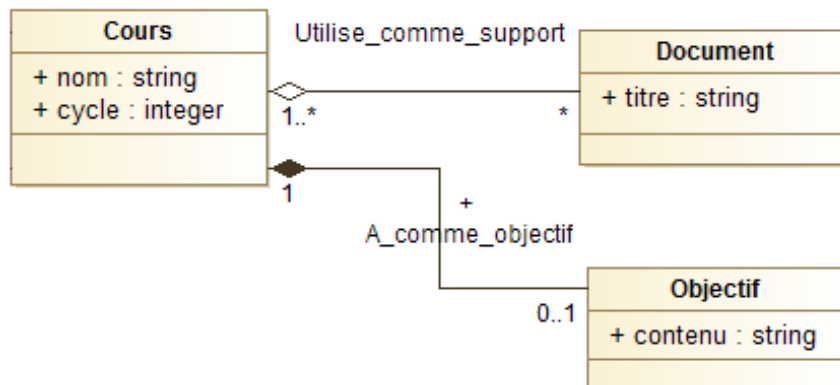 Cours
+ nom : string
+ cycle : integer
Utilise_comme_support
1..*
*
Document
+ titre : string
1
+
A_comme_objectif
0..1
Objectif
+ contenu : string